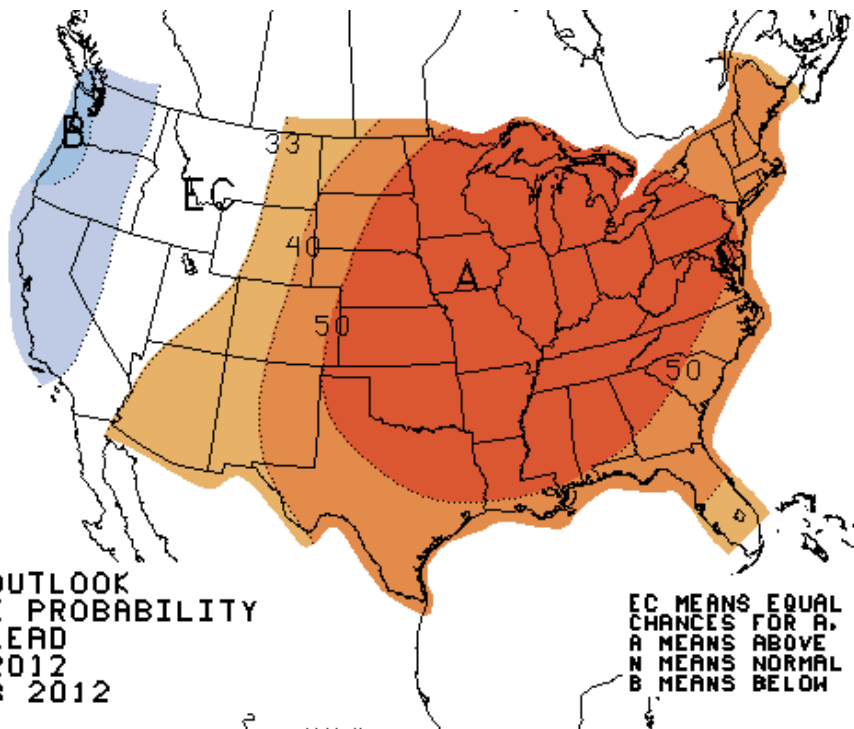 B
33
EC
40
A
50
50
OUTLOOK
PROBABILITY
LEAD
2012
2012
EC MEANS EQUAL
CHANCES FOR A,
A MEANS ABOVE
N MEANS NORMAL
B MEANS BELOW